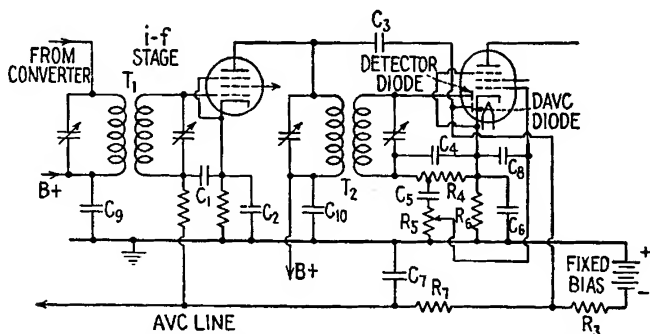 FROM
CONVERTER
i-f
STAGE
T1
C3
DETECTOR
DIODE
DAVC
DIODE
C4
C8
C1
C2
T2
C5
R4
R5
R6
C6
B+
C9
C10
B+
C7
R7
R3
FIXED
BIAS
+
-
AVC LINE